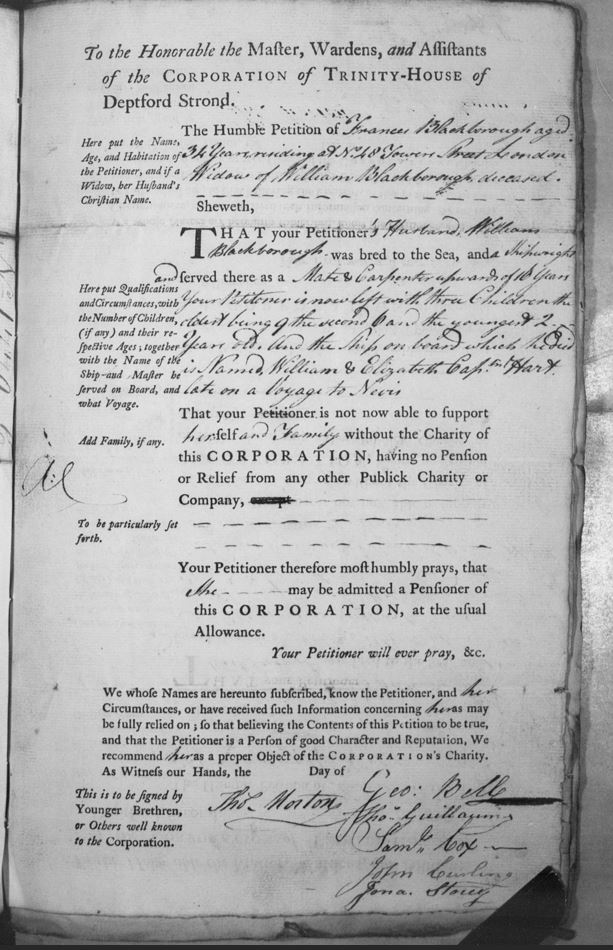 To the Honorable the Maſter, Wardens, and Aſſiſtants
of the CORPORATION of TRINITY-HOUSE of
Deptford Strond.
The Humble Petition of Frances Blackborough aged
34 Years, residing at No. 48 Towers Street London
Widow of William Blackborough, deceased.
Here put the Name,
Age, and Habitation of
the Petitioner, and if a
Widow, her Huſband's
Chriſtian Name.
Sheweth,
THAT your Petitioner's Husband, William
Blackborough was bred to the Sea, and a Shipwright
and ſerved there as a Mate & Carpenter upwards of 16 Years
Your Petitioner is now left with three Children the
eldest being 9 the second 6 and the youngest 2
Years old. And the Ship on board which he died
is Named, William & Elizabeth Cap:tn Hart
late on a Voyage to Nevis
Here put Qualifications
and Circumſtances, with
the Number of Children,
(if any) and their re-
ſpective Ages; together
with the Name of the
Ship and Maſter he
ſerved on Board, and
what Voyage.
That your Petitioner is not now able to ſupport
herſelf and Family without the Charity of
this CORPORATION, having no Penſion
or Relief from any other Publick Charity or
Company, except
Add Family, if any.
To be particularly ſet
forth.
Your Petitioner therefore moſt humbly prays, that
She may be admitted a Penſioner of
this CORPORATION, at the uſual
Allowance.
Your Petitioner will ever pray, &c.
We whoſe Names are hereunto ſubſcribed, know the Petitioner, and her
Circumſtances, or have received ſuch Information concerning her as may
be fully relied on; ſo that believing the Contents of this Petition to be true,
and that the Petitioner is a Perſon of good Character and Reputation, We
recommend her as a proper Object of the CORPORATION's Charity.
As Witneſs our Hands, the Day of
This is to be ſigned by
Younger Brethren,
or Others well known
to the Corporation.
Thos. Horton
Geo: Bell
Thos. Guillaume
Saml. Cox
John Curling
Jona. Storey